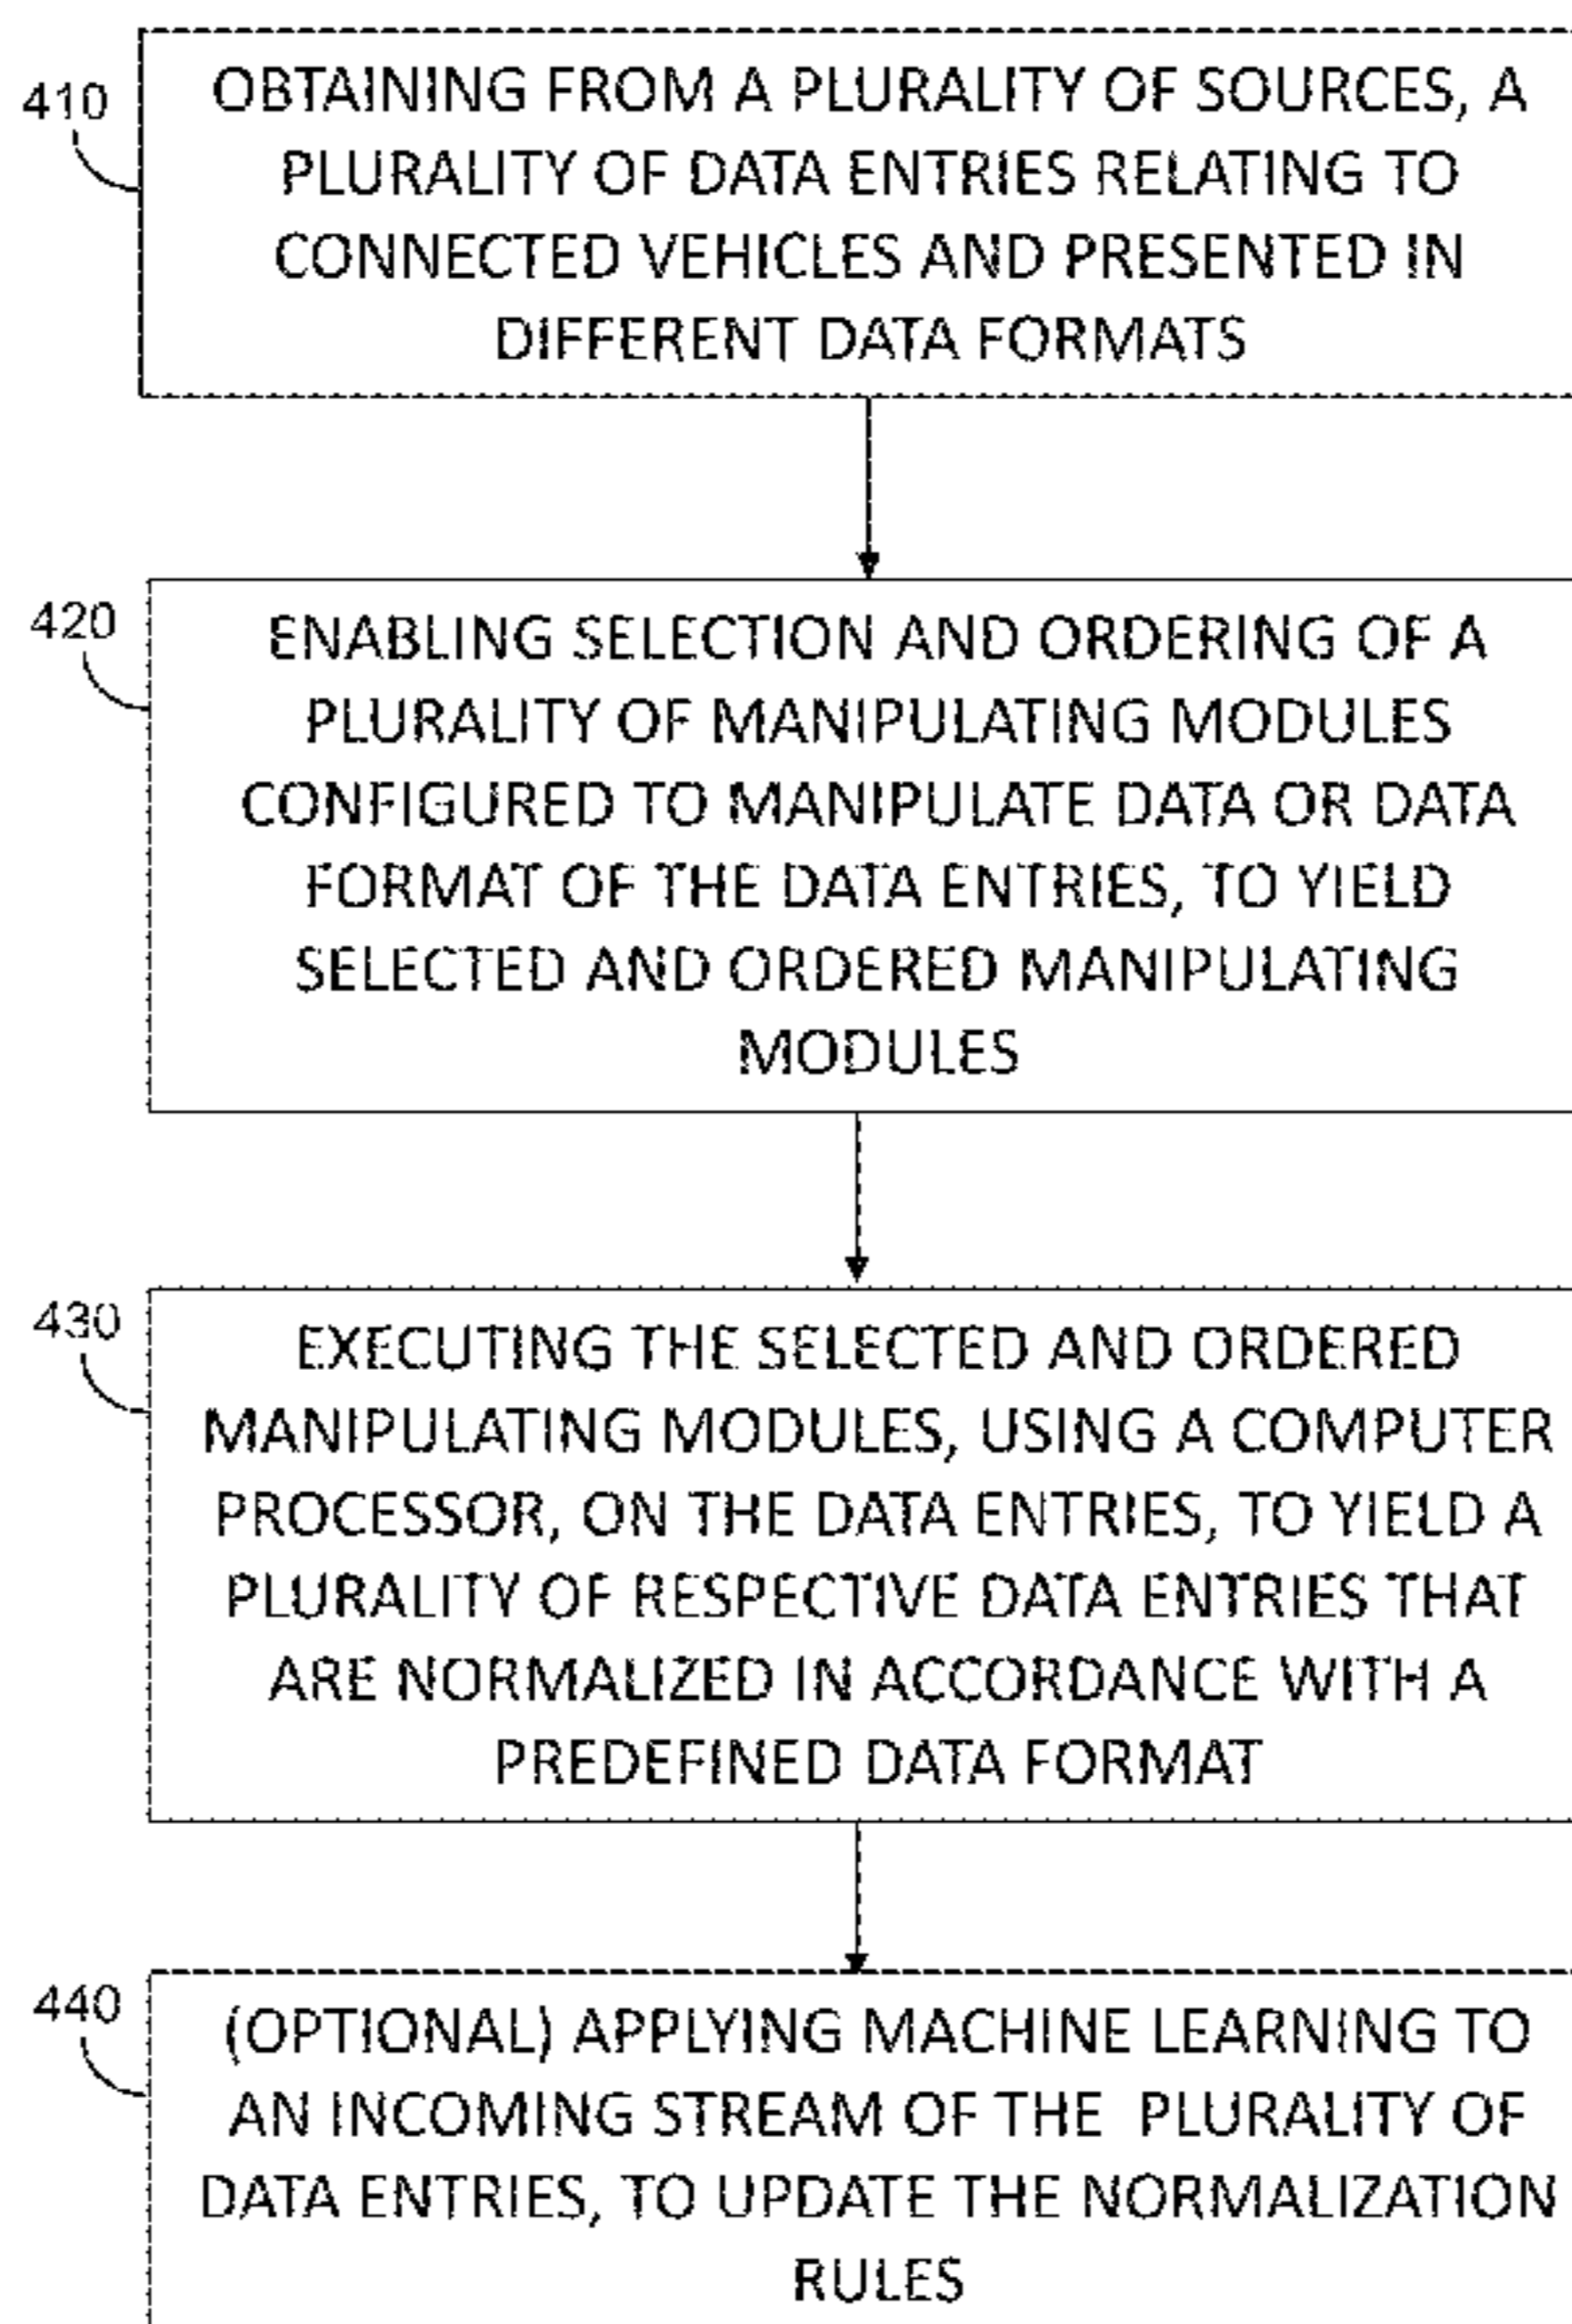 410
OBTAINING FROM A PLURALITY OF SOURCES, A
PLURALITY OF DATA ENTRIES RELATING TO
CONNECTED VEHICLES AND PRESENTED IN
DIFFERENT DATA FORMATS
420
ENABLING SELECTION AND ORDERING OF A
PLURALITY OF MANIPULATING MODULES
CONFIGURED TO MANIPULATE DATA OR DATA
FORMAT OF THE DATA ENTRIES, TO YIELD
SELECTED AND ORDERED MANIPULATING
MODULES
430
EXECUTING THE SELECTED AND ORDERED
MANIPULATING MODULES, USING A COMPUTER
PROCESSOR, ON THE DATA ENTRIES, TO YIELD A
PLURALITY OF RESPECTIVE DATA ENTRIES THAT
ARE NORMALIZED IN ACCORDANCE WITH A
PREDEFINED DATA FORMAT
440
(OPTIONAL) APPLYING MACHINE LEARNING TO
AN INCOMING STREAM OF THE PLURALITY OF
DATA ENTRIES, TO UPDATE THE NORMALIZATION
RULES